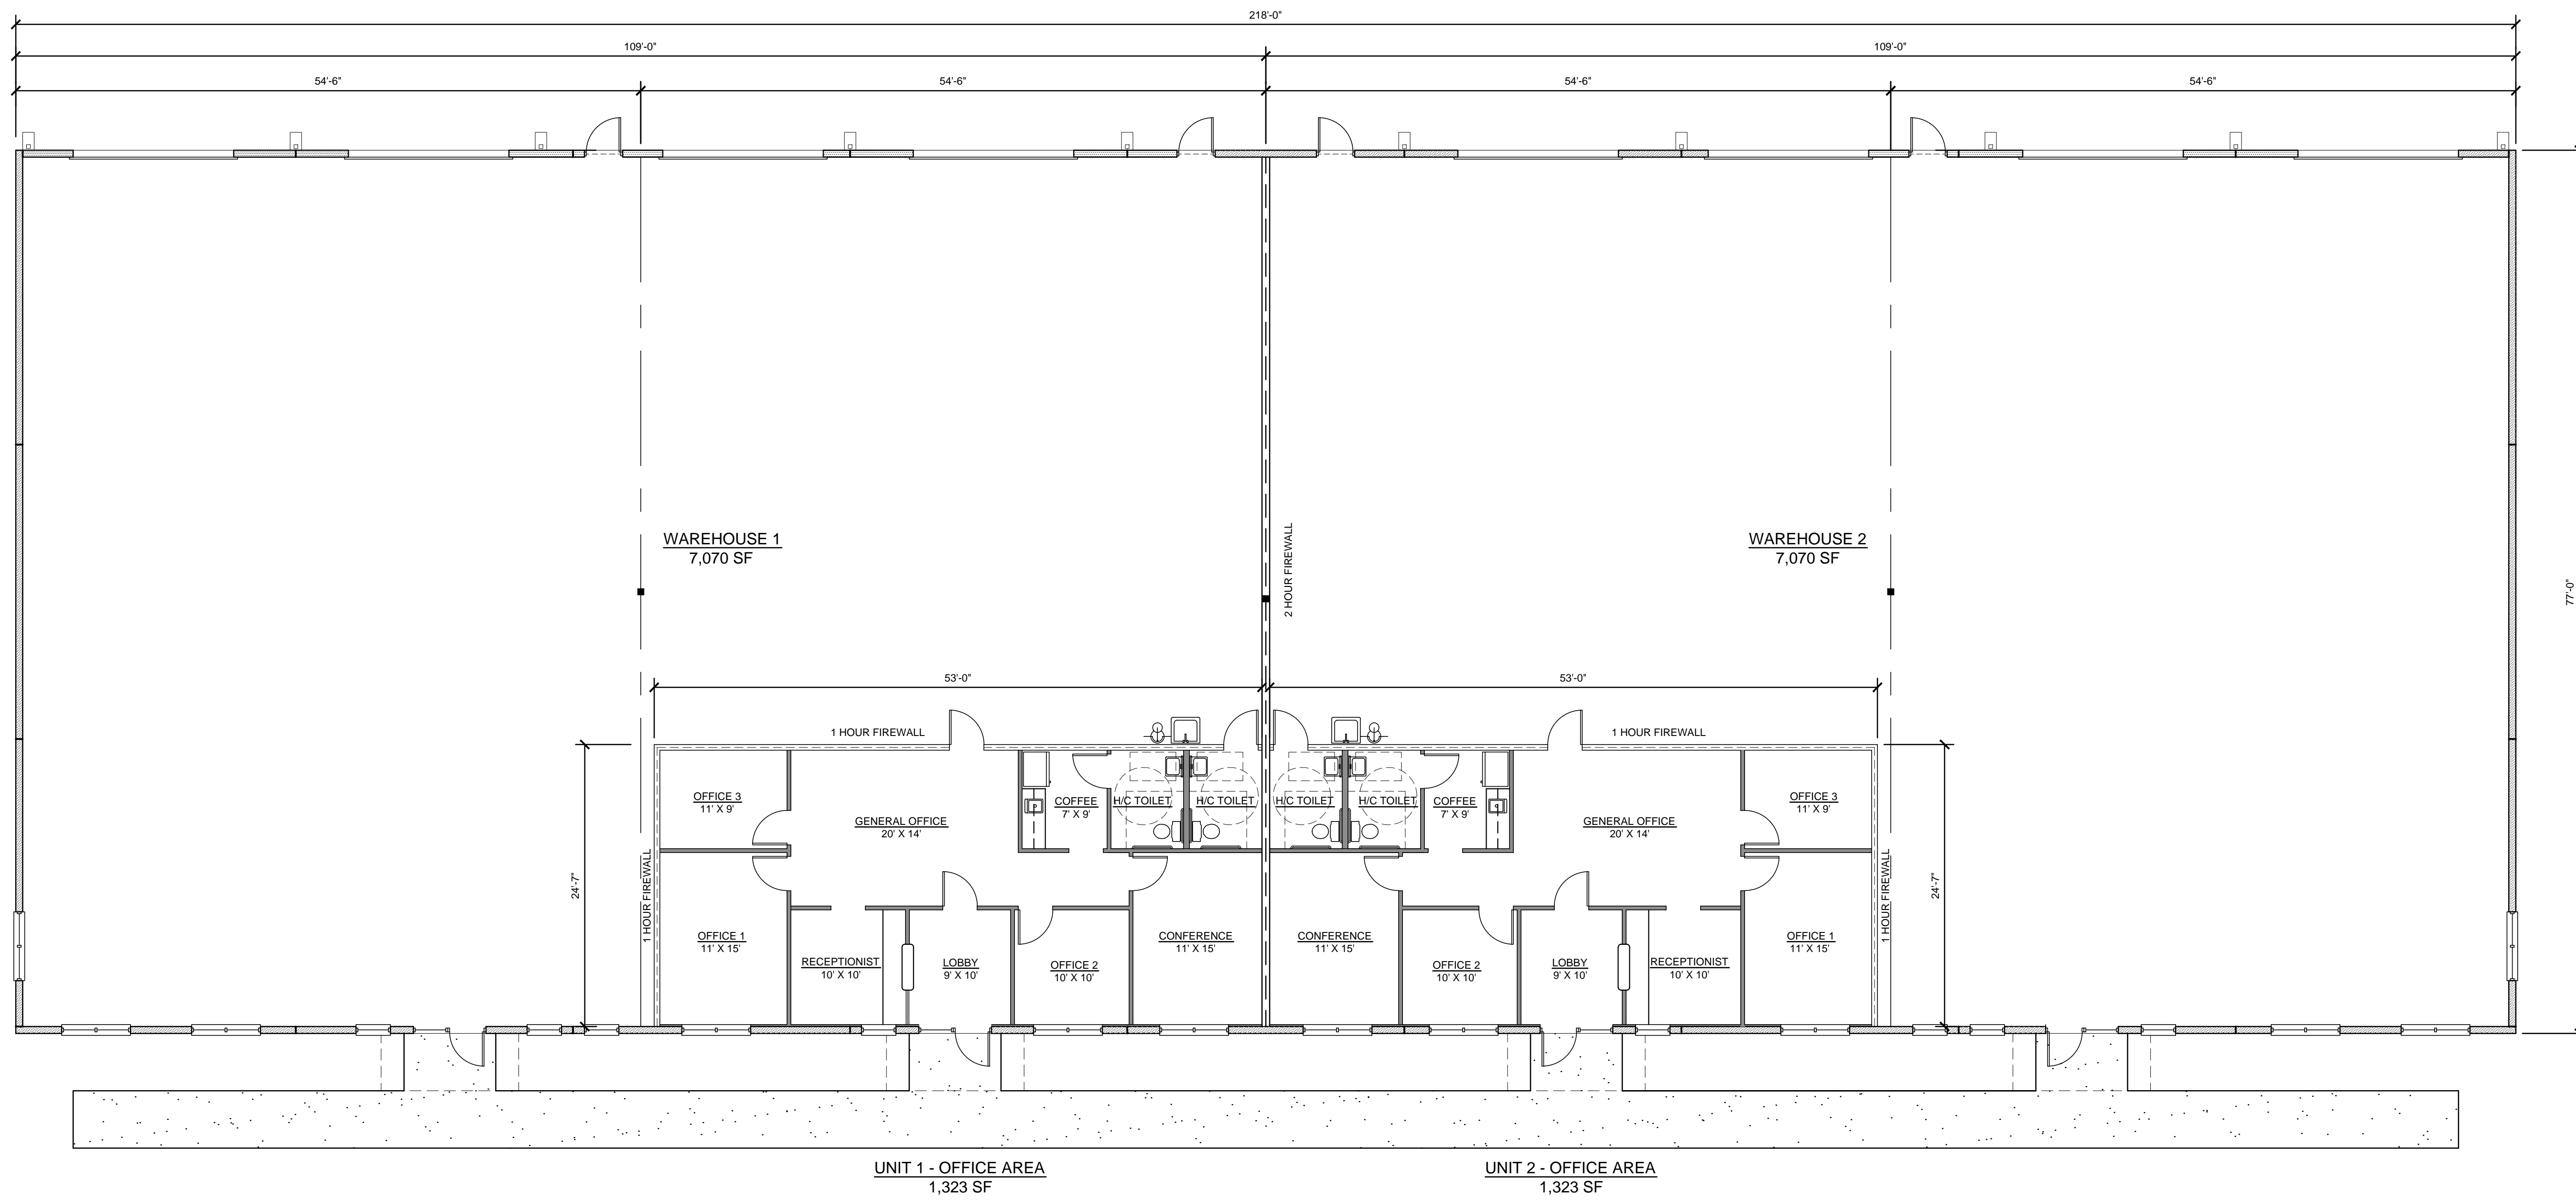 218'-0"
109'-0"
109'-0"
54'-6"
54'-6"
54'-6"
54'-6"
WAREHOUSE 1
7,070 SF
2 HOUR FIREWALL
WAREHOUSE 2
7,070 SF
77'-0"
53'-0"
53'-0"
1 HOUR FIREWALL
1 HOUR FIREWALL
OFFICE 3
11' X 9'
GENERAL OFFICE
20' X 14'
COFFEE
7' X 9'
H/C TOILET
H/C TOILET
H/C TOILET
H/C TOILET
COFFEE
7' X 9'
GENERAL OFFICE
20' X 14'
OFFICE 3
11' X 9'
24'-7"
1 HOUR FIREWALL
1 HOUR FIREWALL
24'-7"
OFFICE 1
11' X 15'
RECEPTIONIST
10' X 10'
LOBBY
9' X 10'
OFFICE 2
10' X 10'
CONFERENCE
11' X 15'
CONFERENCE
11' X 15'
OFFICE 2
10' X 10'
LOBBY
9' X 10'
RECEPTIONIST
10' X 10'
OFFICE 1
11' X 15'
UNIT 1 - OFFICE AREA
1,323 SF
UNIT 2 - OFFICE AREA
1,323 SF